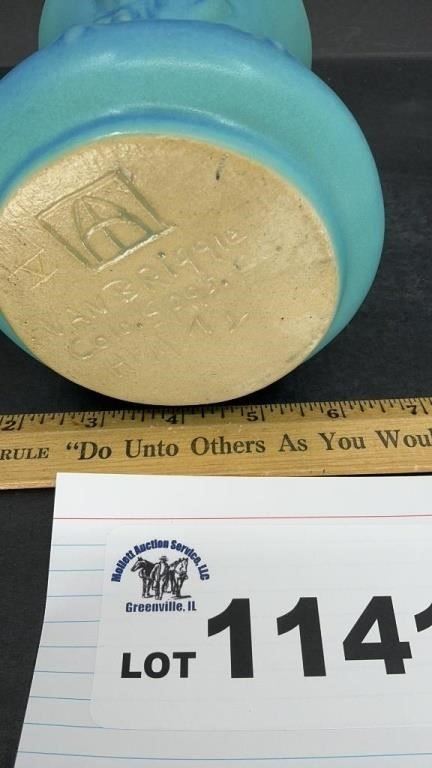 VAN BRIGGLE
Colo. Spgs.
2 3 4 5 6 7
RULE "Do Unto Others As You Woul
Mollett Auction Service, LLC
Greenville, IL
LOT 1141